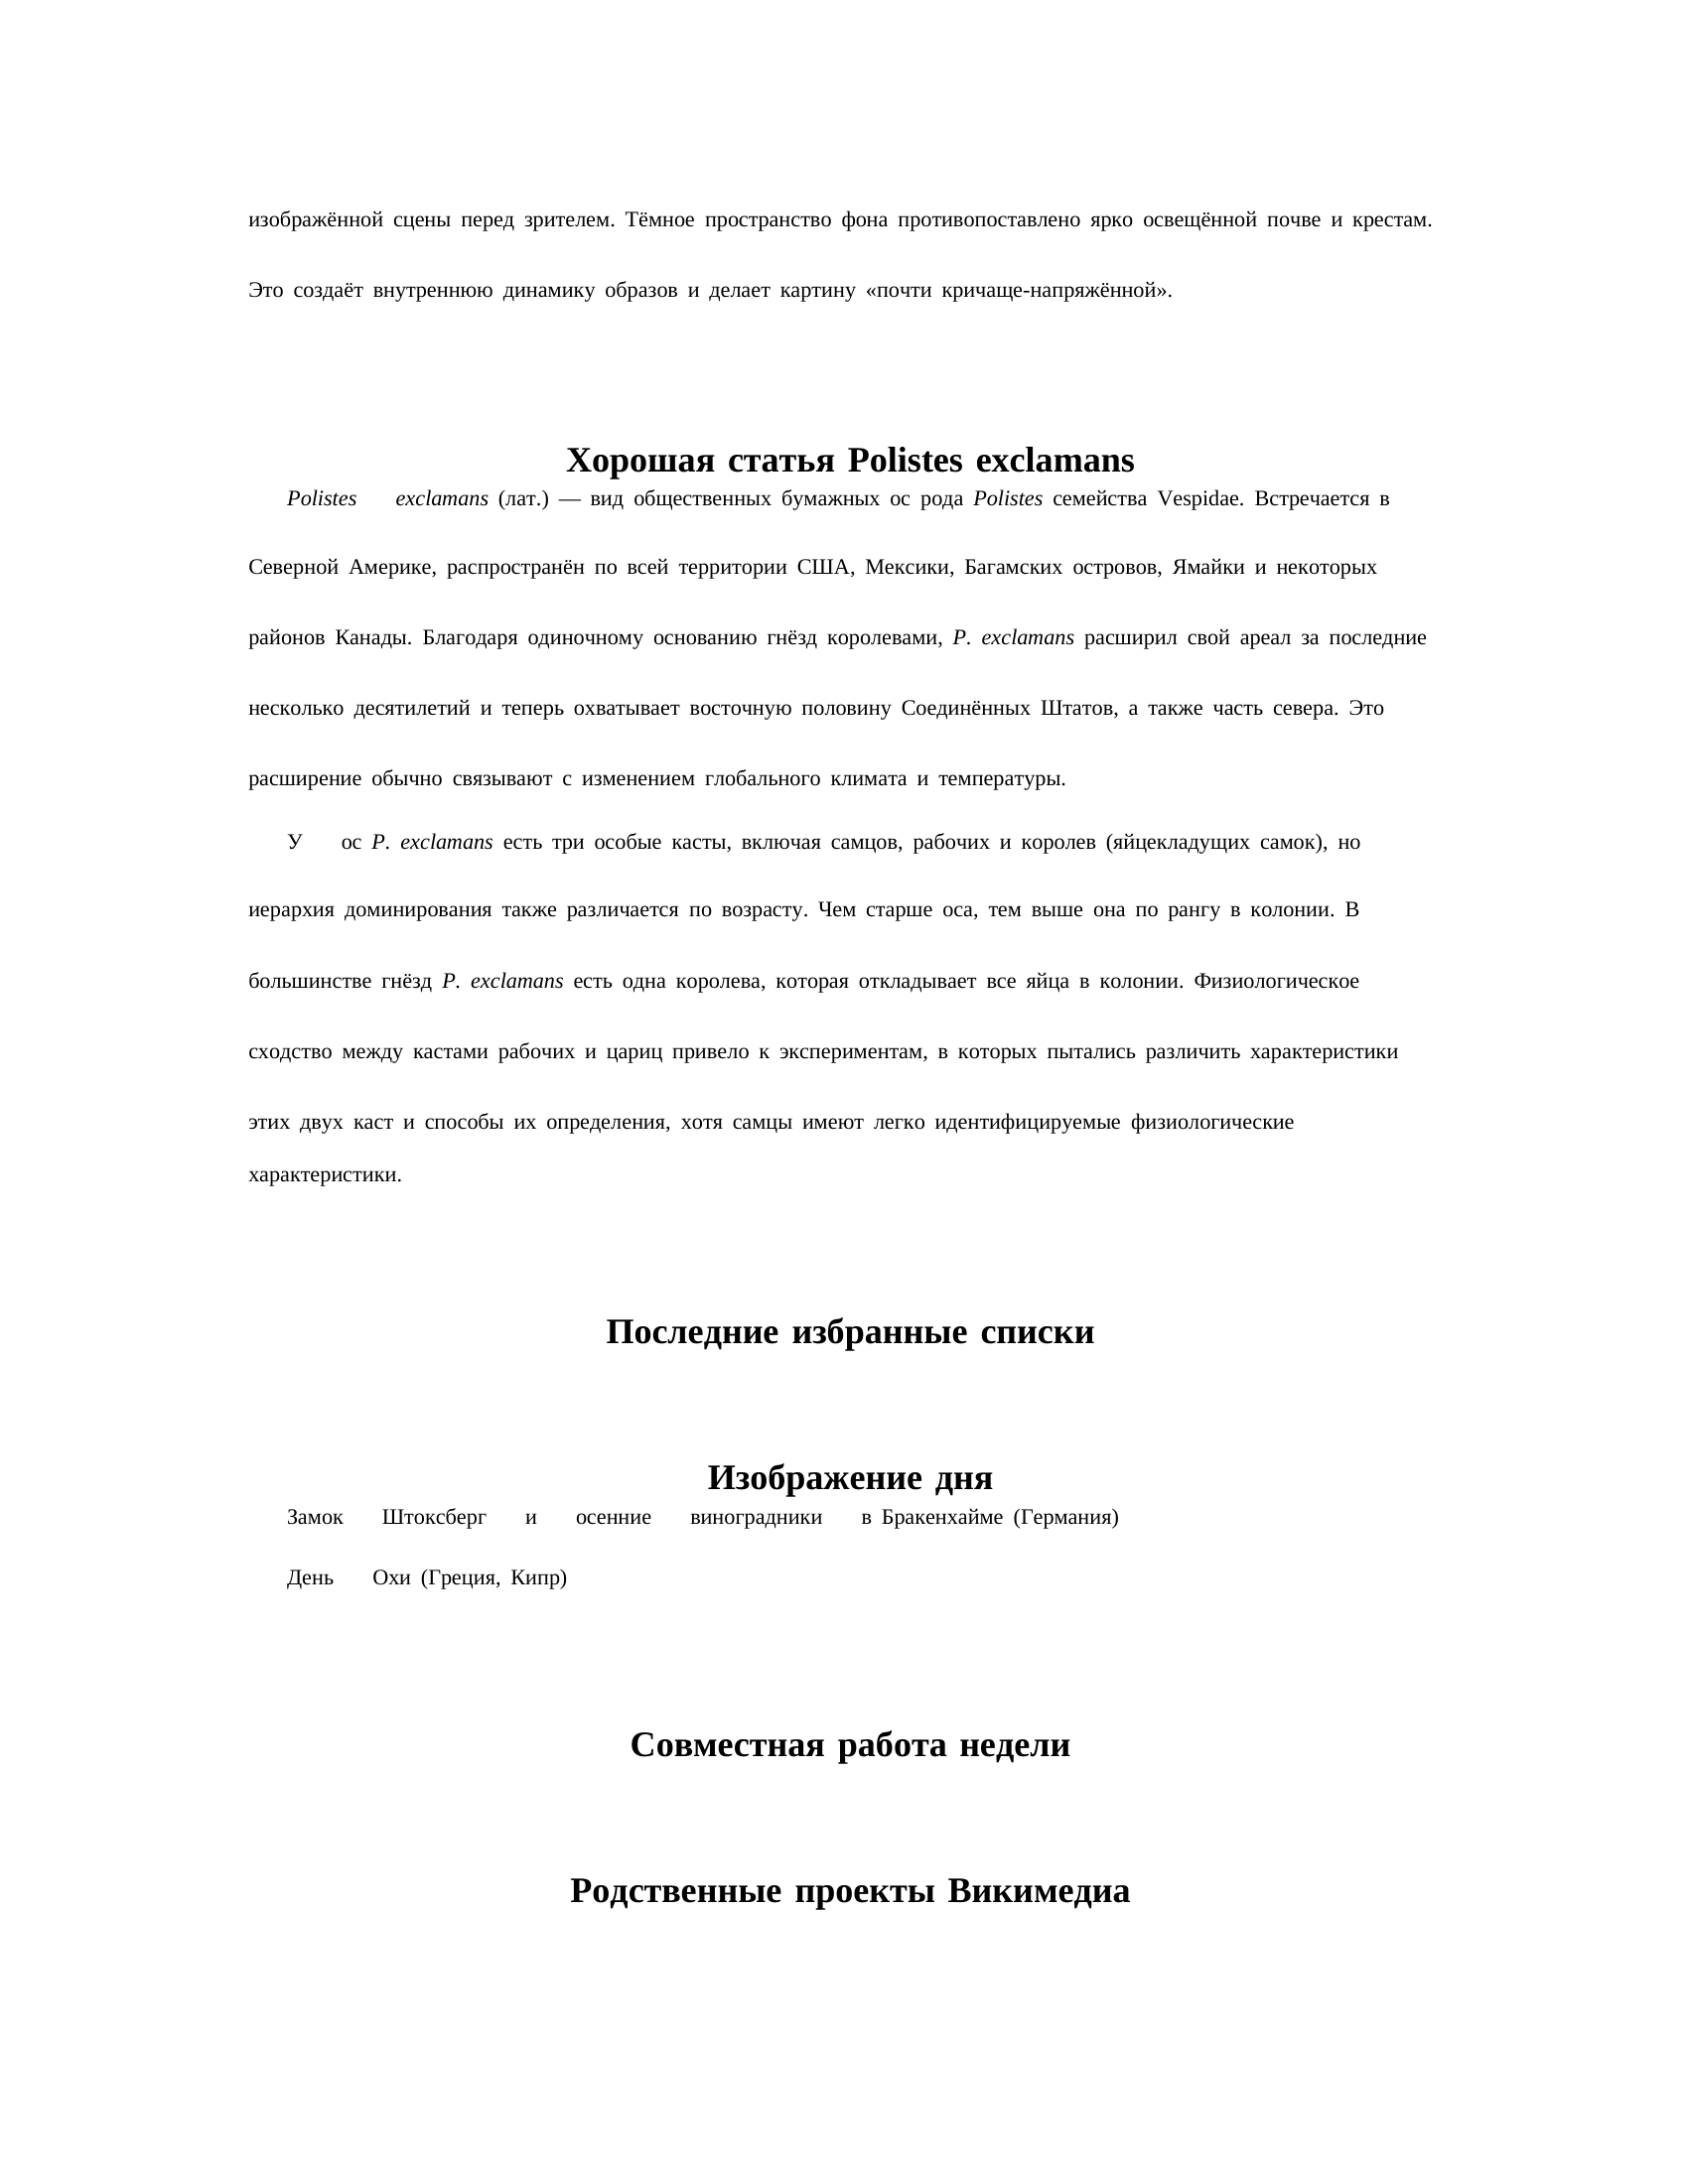 изображённой сцены перед зрителем. Тёмное пространство фона противопоставлено ярко освещённой почве и крестам.
Это создаёт внутреннюю динамику образов и делает картину «почти кричаще-напряжённой».
Хорошая статья Polistes exclamans
Polistes exclamans (лат.) — вид общественных бумажных ос рода Polistes семейства Vespidae. Встречается в
Северной Америке, распространён по всей территории США, Мексики, Багамских островов, Ямайки и некоторых
районов Канады. Благодаря одиночному основанию гнёзд королевами, P. exclamans расширил свой ареал за последние
несколько десятилетий и теперь охватывает восточную половину Соединённых Штатов, а также часть севера. Это
расширение обычно связывают с изменением глобального климата и температуры.
У ос P. exclamans есть три особые касты, включая самцов, рабочих и королев (яйцекладущих самок), но
иерархия доминирования также различается по возрасту. Чем старше оса, тем выше она по рангу в колонии. В
большинстве гнёзд P. exclamans есть одна королева, которая откладывает все яйца в колонии. Физиологическое
сходство между кастами рабочих и цариц привело к экспериментам, в которых пытались различить характеристики
этих двух каст и способы их определения, хотя самцы имеют легко идентифицируемые физиологические
характеристики.
Последние избранные списки
Изображение дня
Замок Штоксберг и осенние виноградники в Бракенхайме (Германия)
День Охи (Греция, Кипр)
Совместная работа недели
Родственные проекты Викимедиа